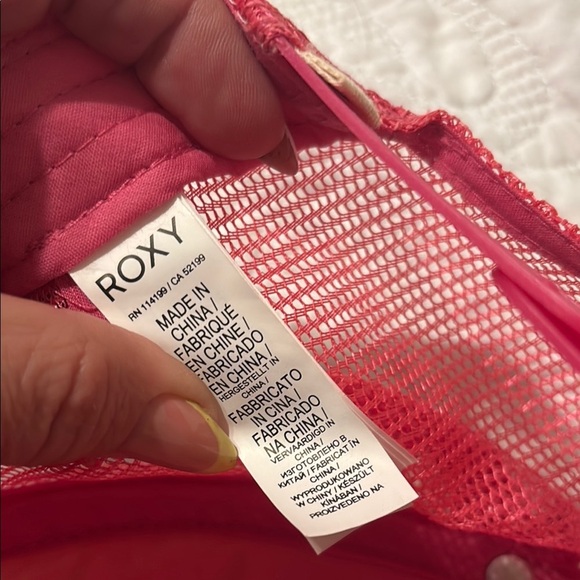 ROXY
RN 114199 / CA 52199
MADE IN
CHINA /
FABRIQUÉ
EN CHINE /
FABRICADO
EN CHINA /
HERGESTELLT IN
CHINA /
FABBRICATO
IN CINA /
FABRICADO
NA CHINA /
VERVAARDIGD IN
CHINA /
ИЗГОТОВЛЕНО В
КИТАЙ / FABRICAT ÎN
CHINA /
WYPRODUKOWANO
W CHINY / KÉSZÜLT
KÍNÁBAN /
PROIZVEDENO NA